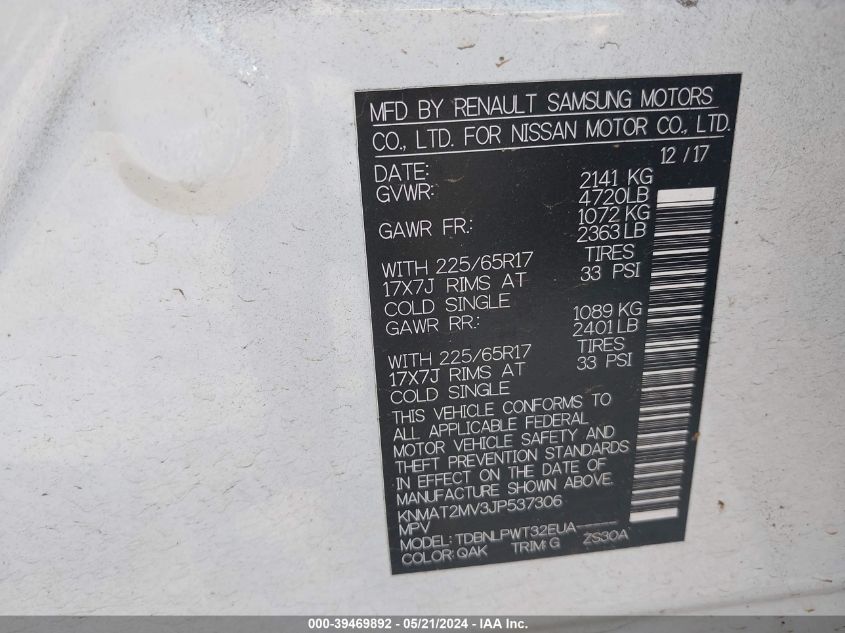 MFD BY RENAULT SAMSUNG MOTORS
CO., LTD. FOR NISSAN MOTOR CO., LTD.
DATE: 12 / 17
GVWR: 2141 KG
4720LB
GAWR FR.: 1072 KG
2363 LB
WITH 225/65R17 TIRES
17X7J RIMS AT 33 PSI
COLD SINGLE
GAWR RR.: 1089 KG
2401 LB
WITH 225/65R17 TIRES
17X7J RIMS AT 33 PSI
COLD SINGLE
THIS VEHICLE CONFORMS TO
ALL APPLICABLE FEDERAL
MOTOR VEHICLE SAFETY AND
THEFT PREVENTION STANDARDS
IN EFFECT ON THE DATE OF
MANUFACTURE SHOWN ABOVE.
KNMAT2MV3JP537306
MPV
MODEL: TDBNLPWT32EUA-----
COLOR: QAK TRIM: G ZS30A
000-39469892 - 05/21/2024 - IAA Inc.